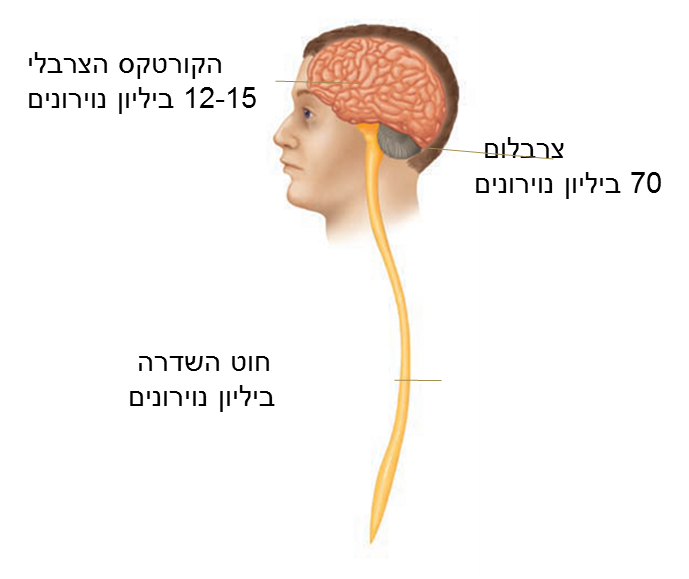 הקורטקס הצרבלי
12-15 ביליון נוירונים
צרבלום
70 ביליון נוירונים
חוט השדרה
ביליון נוירונים